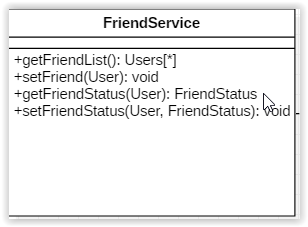 FriendService
+getFriendList(): Users[*]
+setFriend(User): void
+getFriendStatus(User): FriendStatus
+setFriendStatus(User, FriendStatus): void